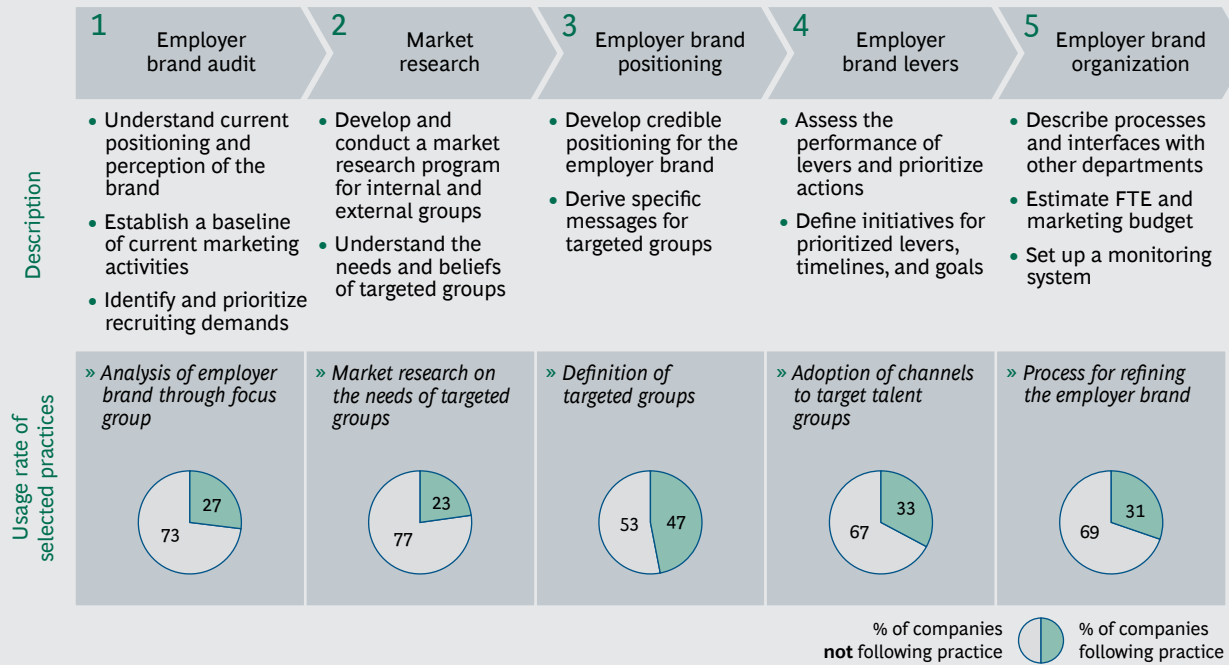 1
Employer
brand audit
2
Market
research
3
Employer brand
positioning
4
Employer
brand levers
5
Employer brand
organization
Description
• Understand current
positioning and
perception of the
brand
• Establish a baseline
of current marketing
activities
• Identify and prioritize
recruiting demands
• Develop and
conduct a market
research program
for internal and
external groups
• Understand the
needs and beliefs
of targeted groups
• Develop credible
positioning for the
employer brand
• Derive specific
messages for
targeted groups
• Assess the
performance of
levers and prioritize
actions
• Define initiatives for
prioritized levers,
timelines, and goals
• Describe processes
and interfaces with
other departments
• Estimate FTE and
marketing budget
• Set up a monitoring
system
Usage rate of
selected practices
» Analysis of employer
brand through focus
group
27
73
» Market research on
the needs of targeted
groups
23
77
» Definition of
targeted groups
53
47
» Adoption of channels
to target talent
groups
33
67
» Process for refining
the employer brand
31
69
% of companies
not following practice
% of companies
following practice